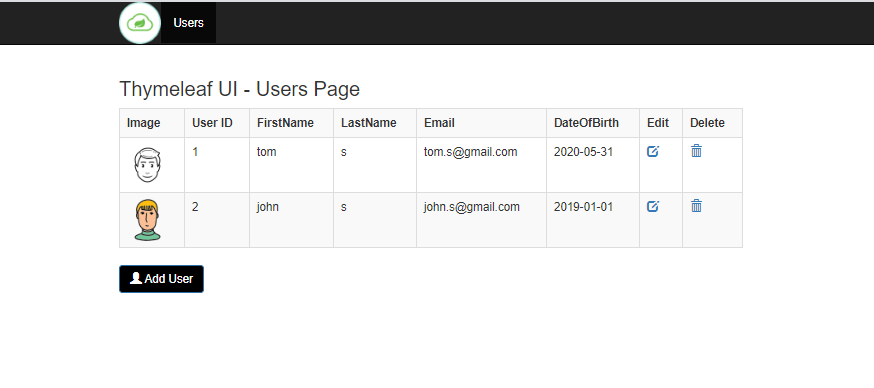 Users
Thymeleaf UI - Users Page
Image User ID FirstName LastName Email DateOfBirth Edit Delete
1 tom s tom.s@gmail.com 2020-05-31
2 john s john.s@gmail.com 2019-01-01
Add User